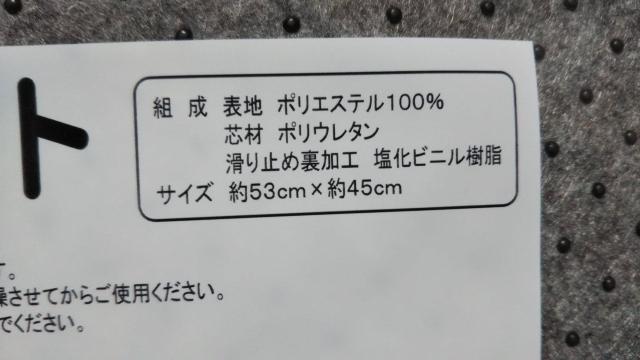 ト
組成 表地 ポリエステル100%
芯材 ポリウレタン
滑り止め裏加工 塩化ビニル樹脂
サイズ 約53cm×約45cm
す。
燥させてからご使用ください。
でください。